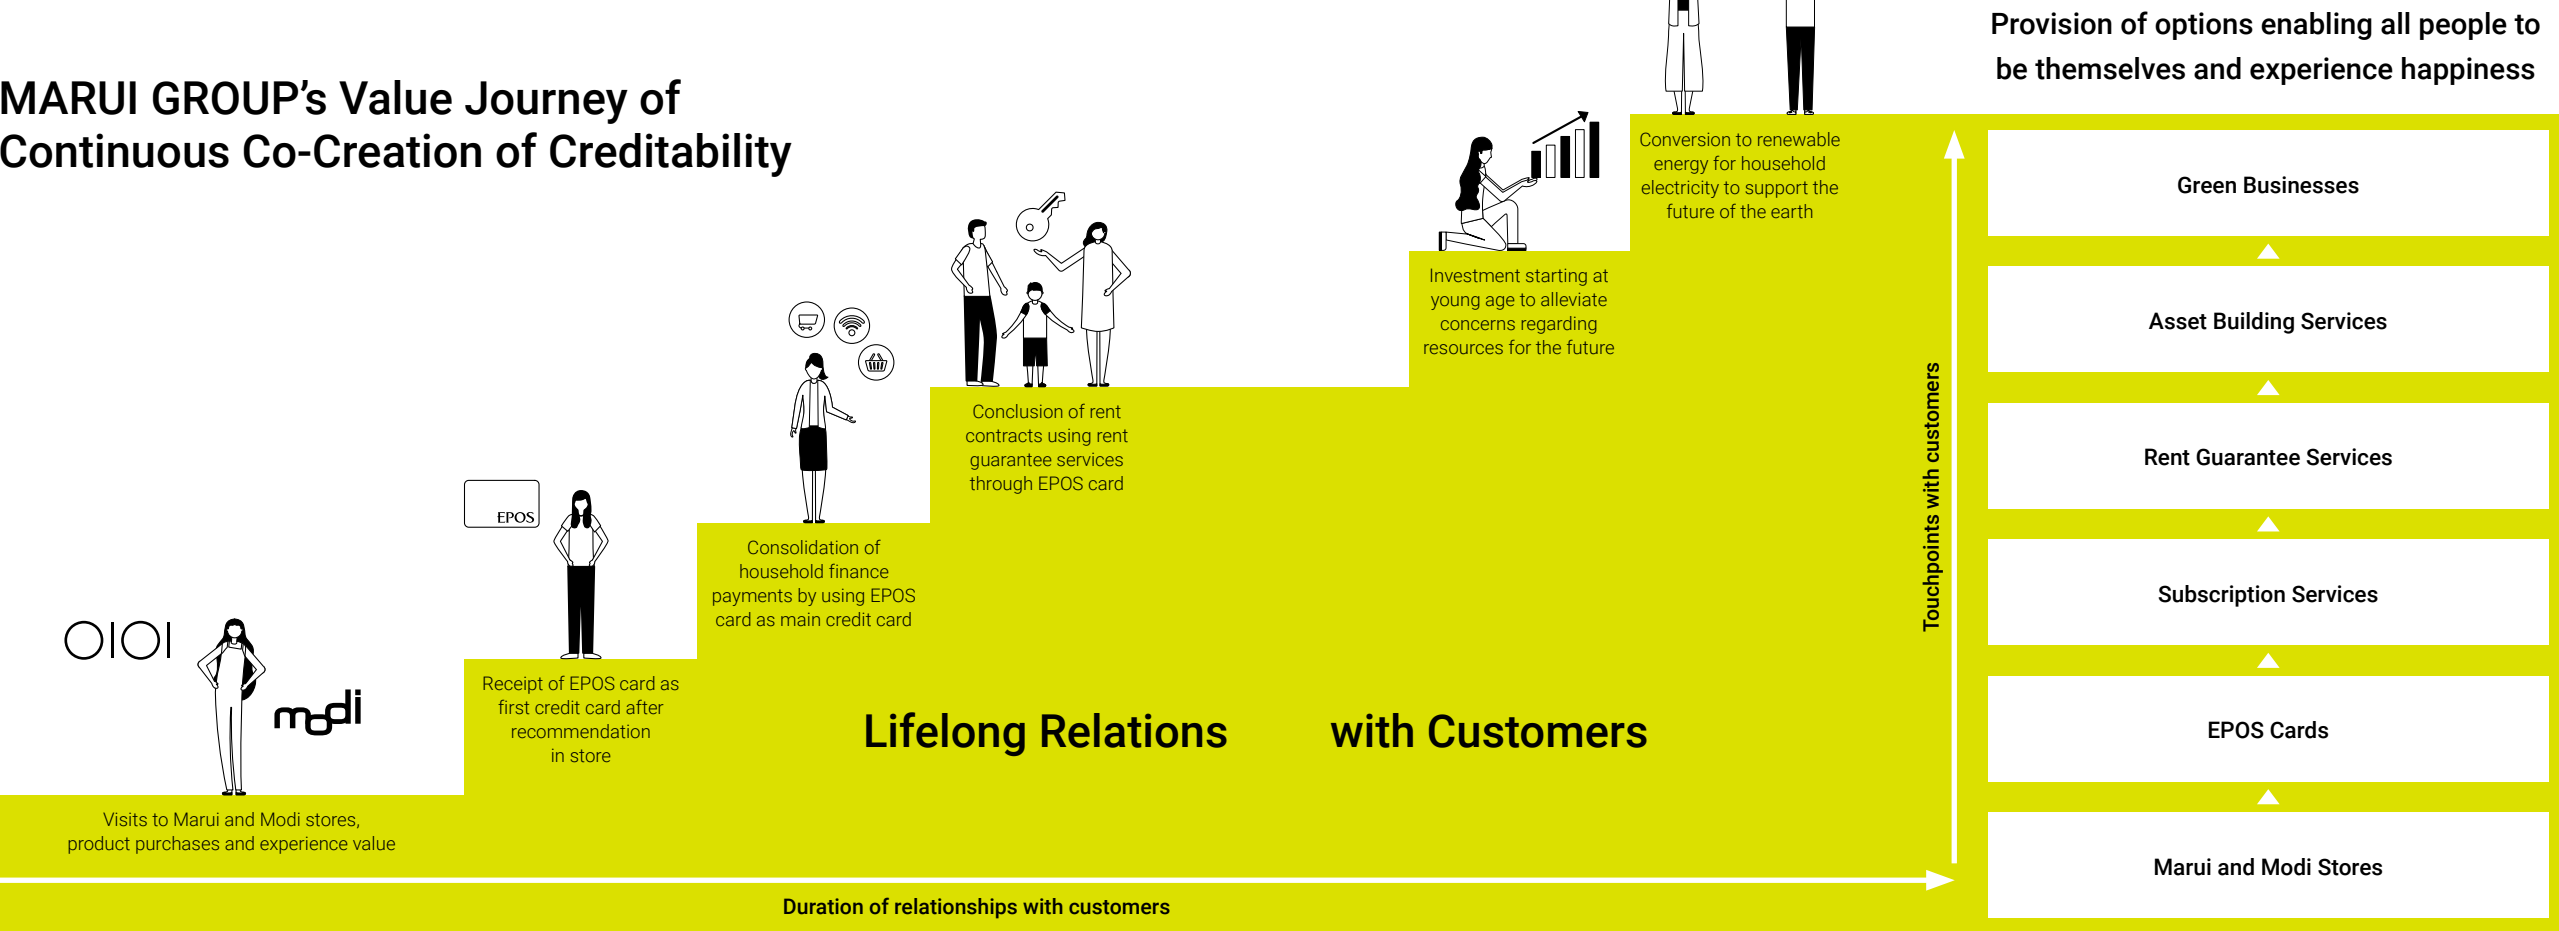 MARUI GROUP's Value Journey of
Continuous Co-Creation of Creditability
Provision of options enabling all people to
be themselves and experience happiness
OIOI
modi
Visits to Marui and Modi stores,
product purchases and experience value
EPOS
Receipt of EPOS card as
first credit card after
recommendation
in store
Consolidation of
household finance
payments by using EPOS
card as main credit card
Conclusion of rent
contracts using rent
guarantee services
through EPOS card
Investment starting at
young age to alleviate
concerns regarding
resources for the future
Conversion to renewable
energy for household
electricity to support the
future of the earth
Lifelong Relations with Customers
Touchpoints with customers
Duration of relationships with customers
Green Businesses
Asset Building Services
Rent Guarantee Services
Subscription Services
EPOS Cards
Marui and Modi Stores